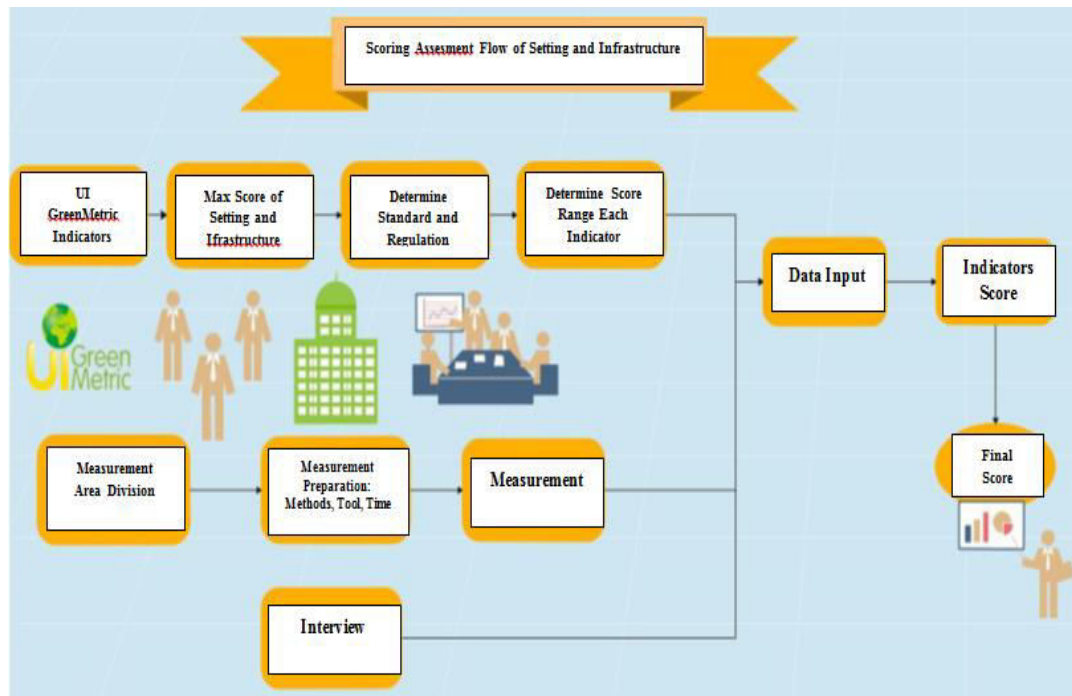 Scoring Assesment Flow of Setting and Infrastructure
UI
GreenMetric
Indicators
Max Score of
Setting and
Ifrastructure
Determine
Standard and
Regulation
Determine Score
Range Each
Indicator
Data Input
Indicators
Score
UI
Green
Metric
Measurement
Area Division
Measurement
Preparation:
Methods, Tool, Time
Measurement
Final
Score
Interview